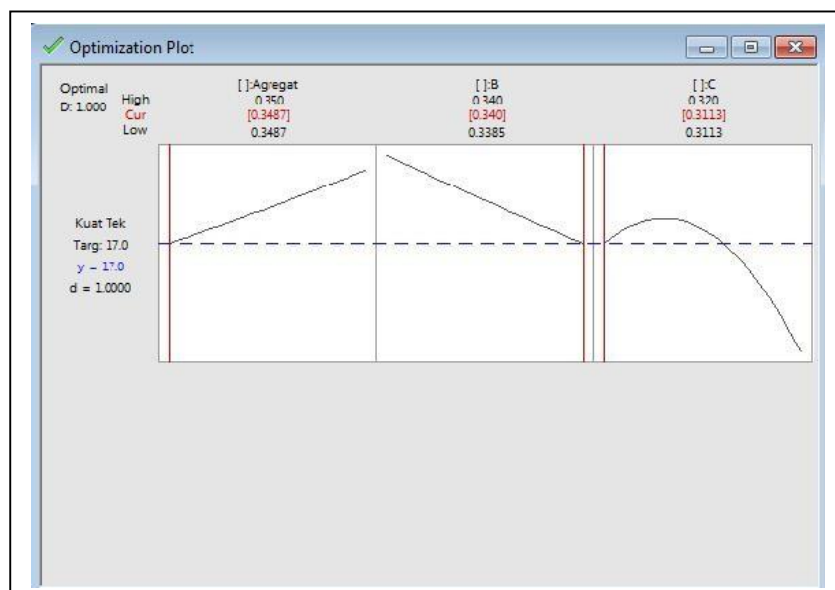 Optimization Plot
Optimal
D: 1.000
High
Cur
Low
[ ]:Agregat
0.350
[0.3487]
0.3487
[ ]:B
0.340
[0.340]
0.3385
[ ]:C
0.320
[0.3113]
0.3113
Kuat Tek
Targ: 17.0
y = 17.0
d = 1.0000